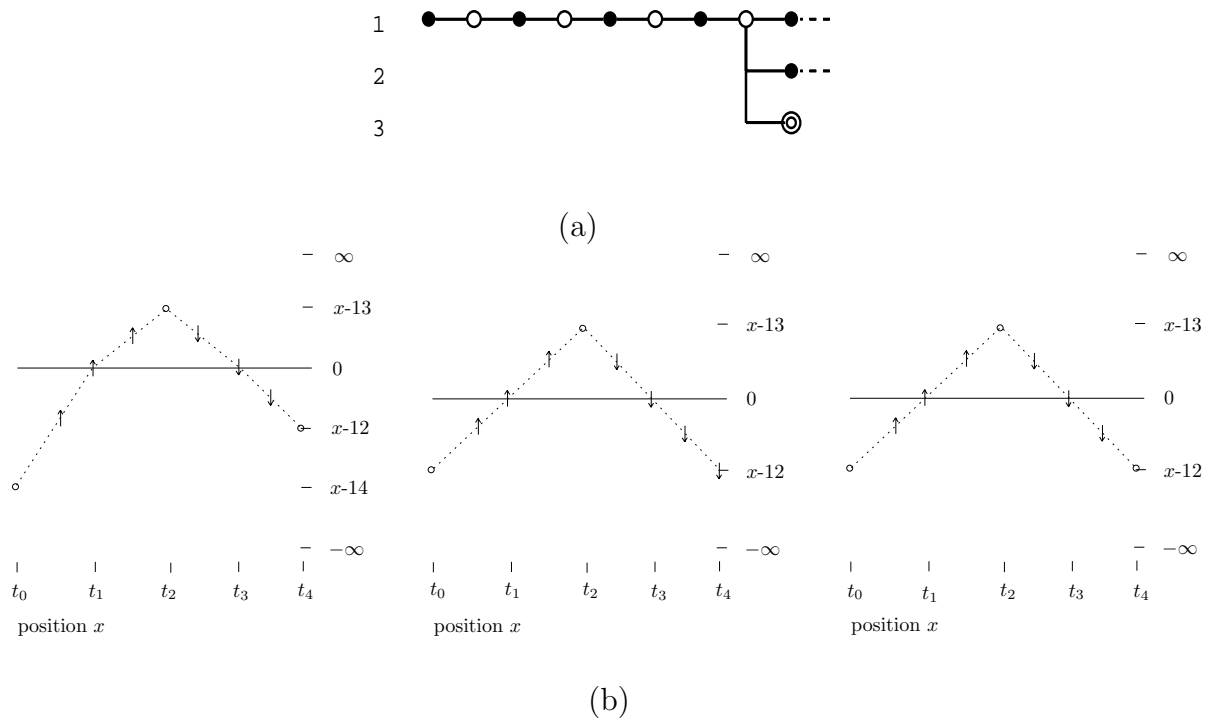 1
2
3
(a)
∞
x-13
0
x-12
x-14
−∞
t₀ t₁ t₂ t₃ t₄
position x
∞
x-13
0
x-12
−∞
t₀ t₁ t₂ t₃ t₄
position x
∞
x-13
0
x-12
−∞
t₀ t₁ t₂ t₃ t₄
position x
(b)